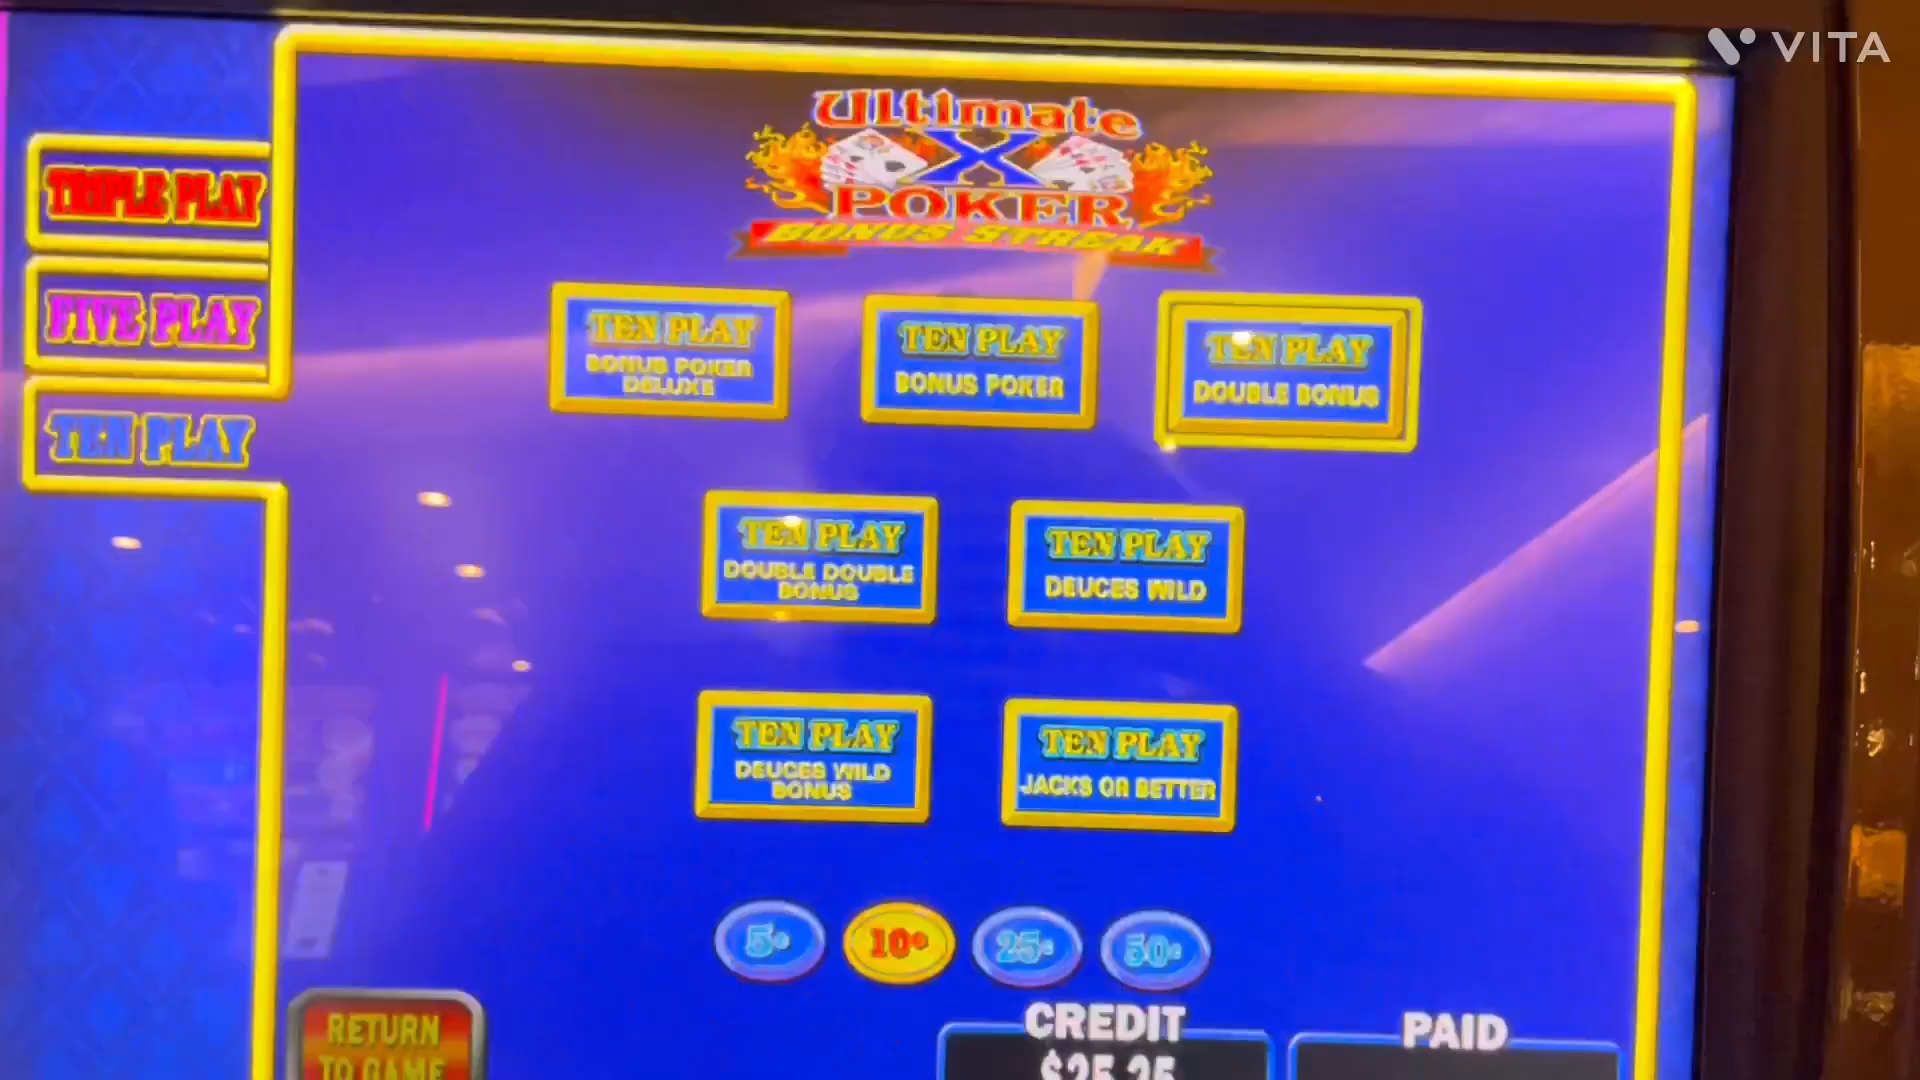 VITA
Ultimate
X
POKER
BONUS STREAK
TRIPLE PLAY
FIVE PLAY
TEN PLAY
TEN PLAY
BONUS POKER
DELUXE
TEN PLAY
BONUS POKER
TEN PLAY
DOUBLE BONUS
TEN PLAY
DOUBLE DOUBLE
BONUS
TEN PLAY
DEUCES WILD
TEN PLAY
DEUCES WILD
BONUS
TEN PLAY
JACKS OR BETTER
5¢
10¢
25¢
50¢
RETURN
TO GAME
CREDIT
PAID